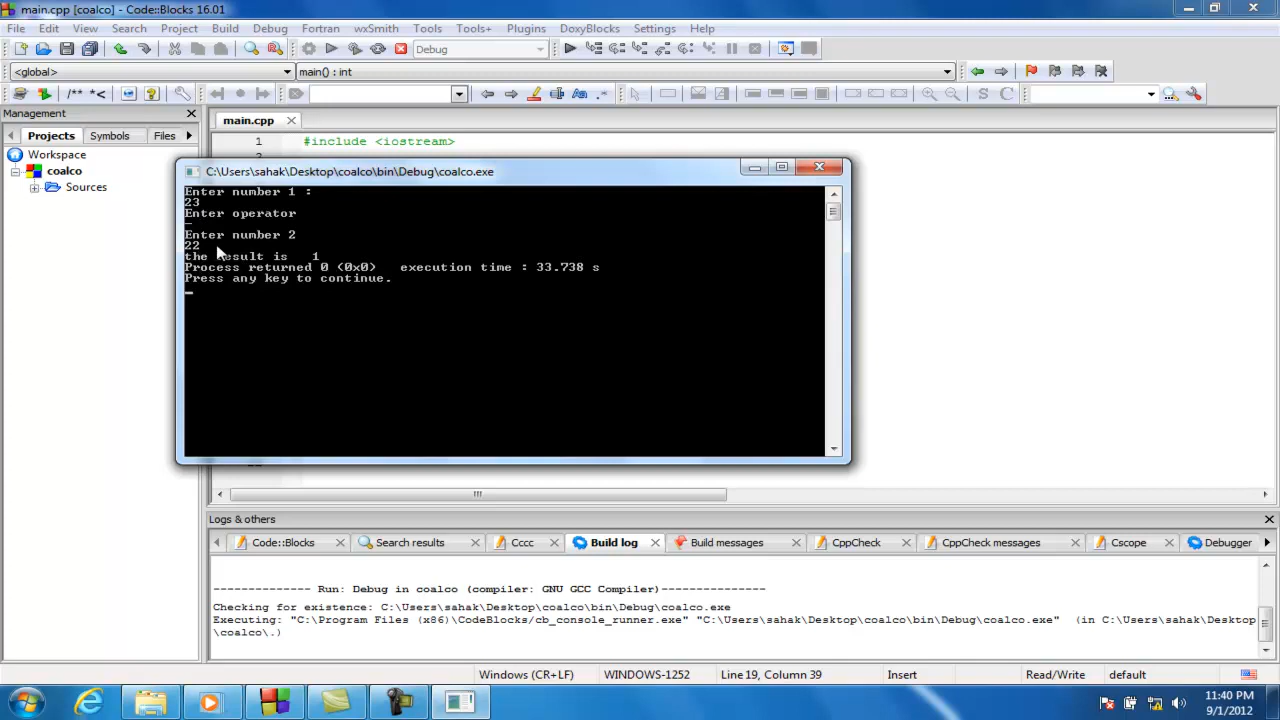 main.cpp [coalco] - Code::Blocks 16.01
File Edit View Search Project Build Debug Fortran wxSmith Tools Tools+ Plugins DoxyBlocks Settings Help
Debug
<global> main() : int
/** *<
Management
Projects Symbols Files
Workspace
coalco
Sources
main.cpp
1 #include <iostream>
C:\Users\sahak\Desktop\coalco\bin\Debug\coalco.exe
Enter number 1 :
23
Enter operator
-
Enter number 2
22
the result is 1
Process returned 0 (0x0) execution time : 33.738 s
Press any key to continue.
Logs & others
Code::Blocks Search results Cccc Build log Build messages CppCheck CppCheck messages Cscope Debugger
-------------- Run: Debug in coalco (compiler: GNU GCC Compiler)---------------
Checking for existence: C:\Users\sahak\Desktop\coalco\bin\Debug\coalco.exe
Executing: "C:\Program Files (x86)\CodeBlocks/cb_console_runner.exe" "C:\Users\sahak\Desktop\coalco\bin\Debug\coalco.exe" (in C:\Users\sahak\Desktop
\coalco\.)
Windows (CR+LF) WINDOWS-1252 Line 19, Column 39 Insert Read/Write default
11:40 PM
9/1/2012